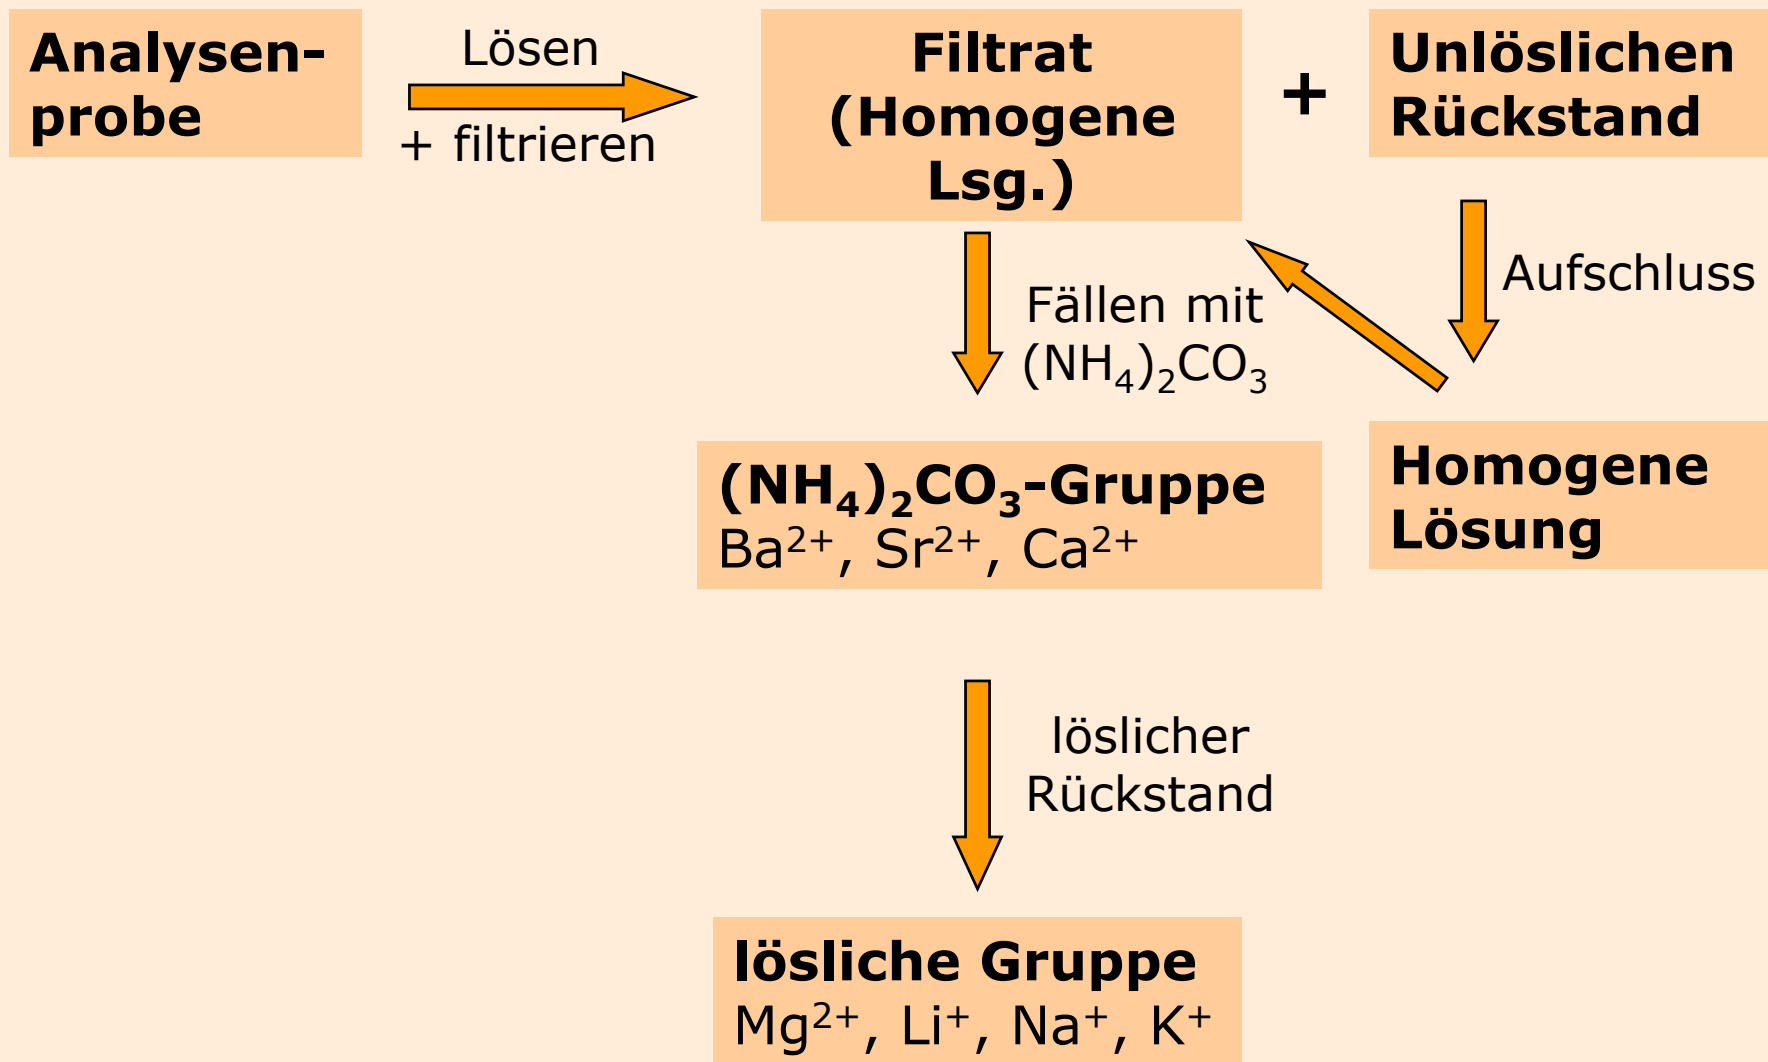 Analysen-
probe
Lösen
+ filtrieren
Filtrat
(Homogene
Lsg.)
+
Unlöslichen
Rückstand
Aufschluss
Fällen mit
(NH₄)₂CO₃
(NH₄)₂CO₃-Gruppe
Ba²⁺, Sr²⁺, Ca²⁺
Homogene
Lösung
löslicher
Rückstand
lösliche Gruppe
Mg²⁺, Li⁺, Na⁺, K⁺